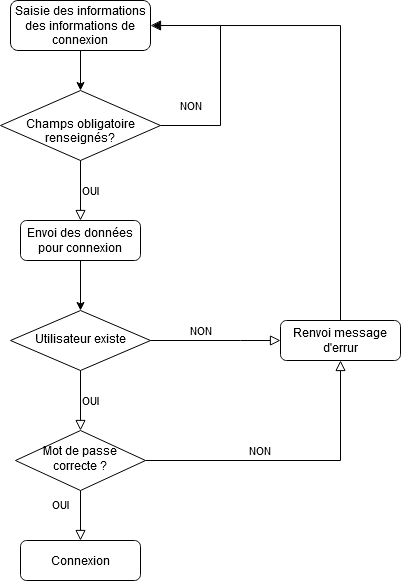 Saisie des informations
des informations de
connexion
NON
Champs obligatoire
renseignés?
OUI
Envoi des données
pour connexion
Utilisateur existe
NON
Renvoi message
d'errur
OUI
Mot de passe
correcte ?
NON
OUI
Connexion